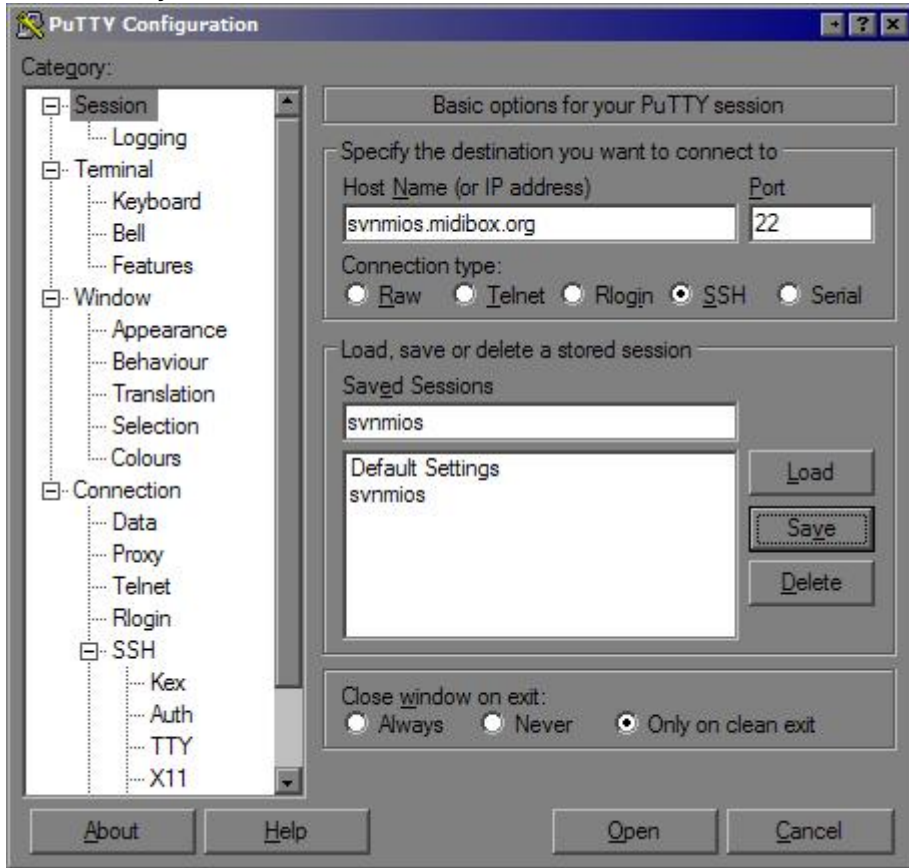 PuTTY Configuration
Category:
Session
Logging
Terminal
Keyboard
Bell
Features
Window
Appearance
Behaviour
Translation
Selection
Colours
Connection
Data
Proxy
Telnet
Rlogin
SSH
Kex
Auth
TTY
X11
Basic options for your PuTTY session
Specify the destination you want to connect to
Host Name (or IP address) Port
svnmios.midibox.org 22
Connection type:
Raw Telnet Rlogin SSH Serial
Load, save or delete a stored session
Saved Sessions
svnmios
Default Settings
svnmios
Load
Save
Delete
Close window on exit:
Always Never Only on clean exit
About Help Open Cancel